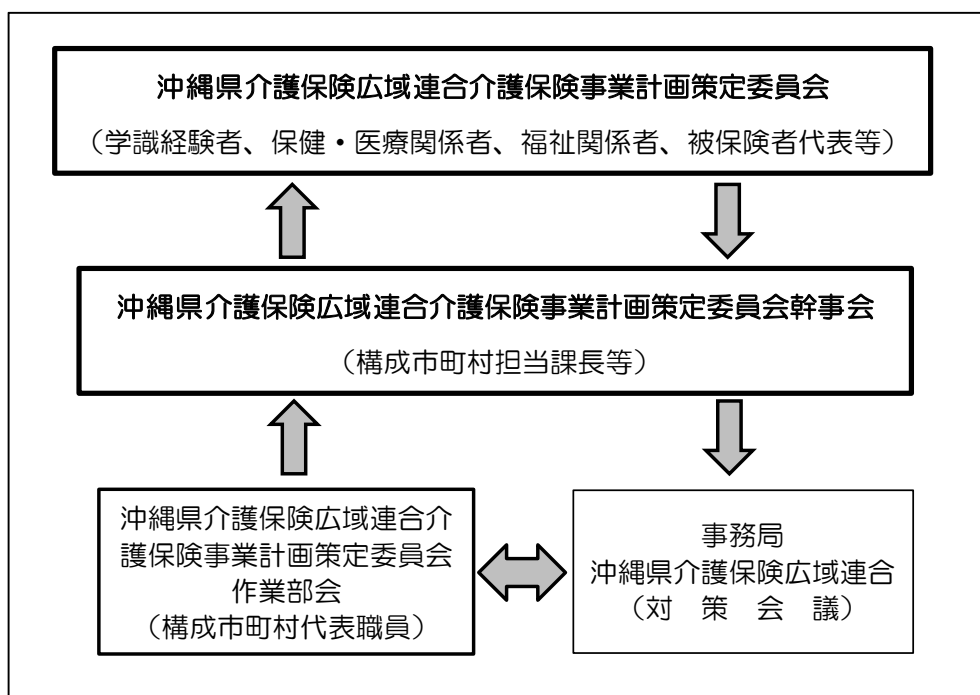 沖縄県介護保険広域連合介護保険事業計画策定委員会
（学識経験者、保健・医療関係者、福祉関係者、被保険者代表等）
沖縄県介護保険広域連合介護保険事業計画策定委員会幹事会
（構成市町村担当課長等）
沖縄県介護保険広域連合介
護保険事業計画策定委員会
作業部会
（構成市町村代表職員）
事務局
沖縄県介護保険広域連合
（対　策　会　議）